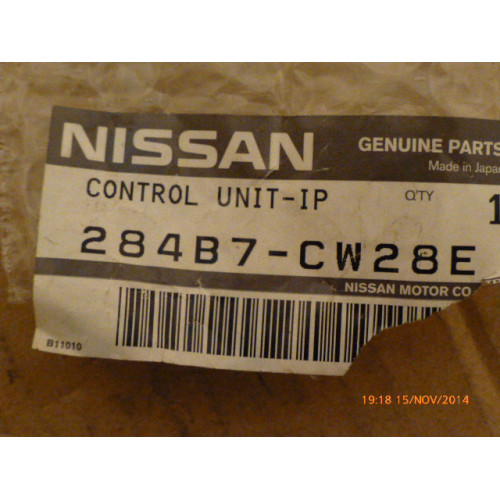 NISSAN
GENUINE PARTS
Made in Japan
CONTROL UNIT-IP
Q'TY 1
284B7-CW28E
NISSAN MOTOR CO
B11010
19:18 15/NOV/2014